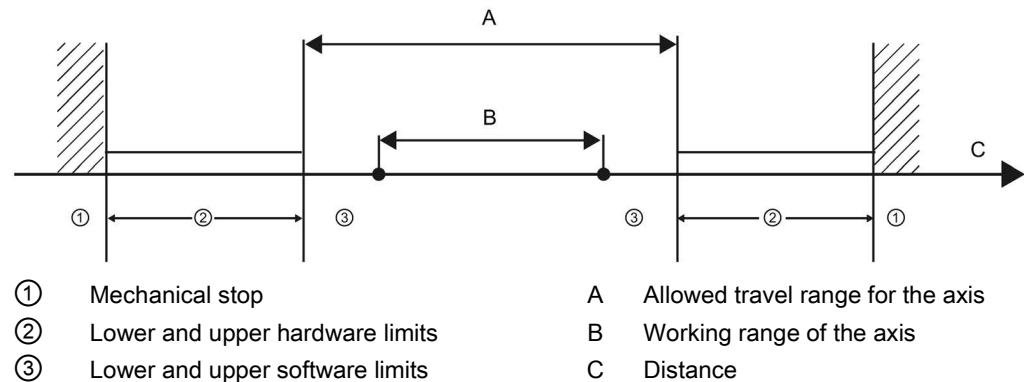 A
B
C
① ② ③ ③ ② ①
① Mechanical stop
② Lower and upper hardware limits
③ Lower and upper software limits
A Allowed travel range for the axis
B Working range of the axis
C Distance